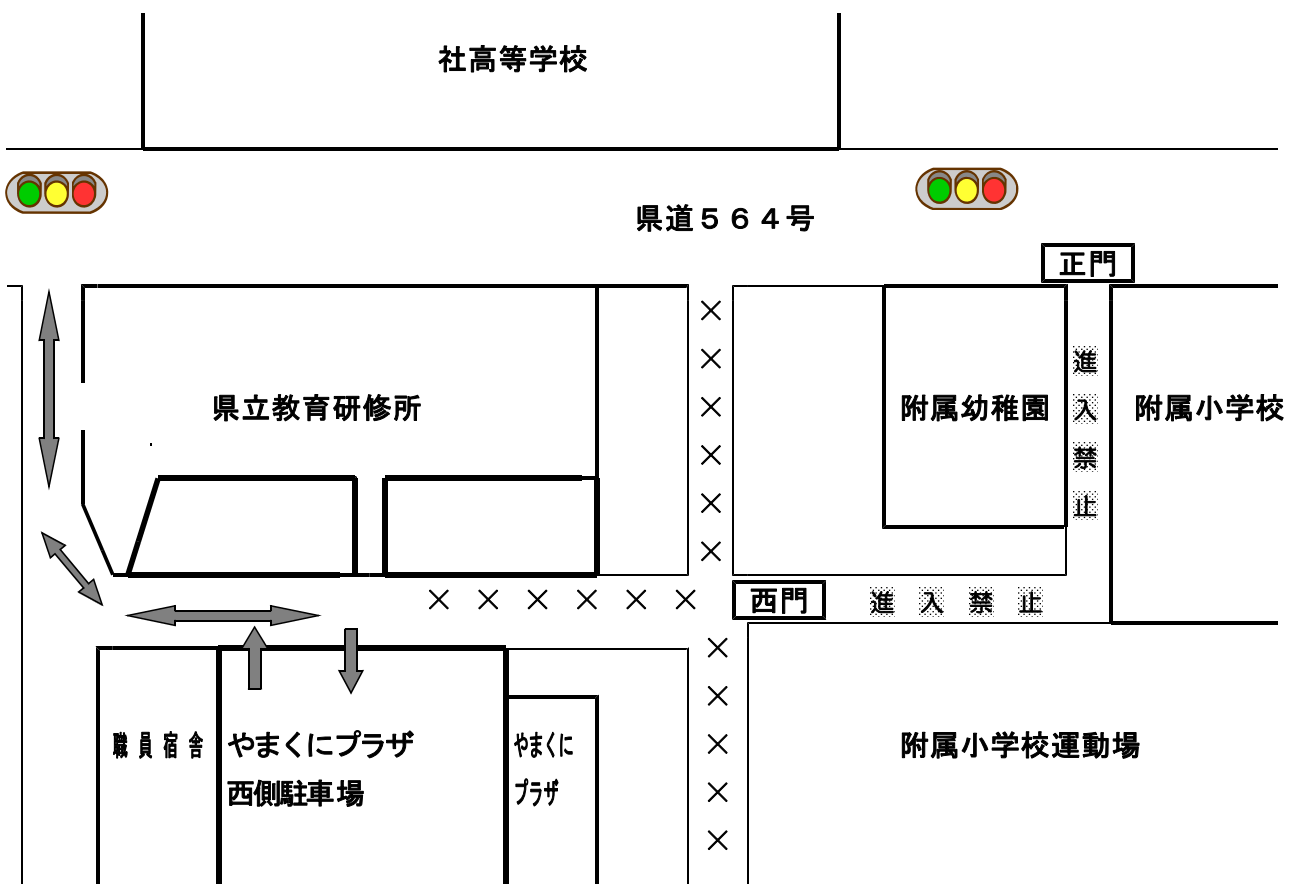 社高等学校
県道５６４号
正門
県立教育研修所
附属幼稚園
進入禁止
附属小学校
西門
進入禁止
職員宿舎
やまくにプラザ
西側駐車場
やまくに
プラザ
附属小学校運動場